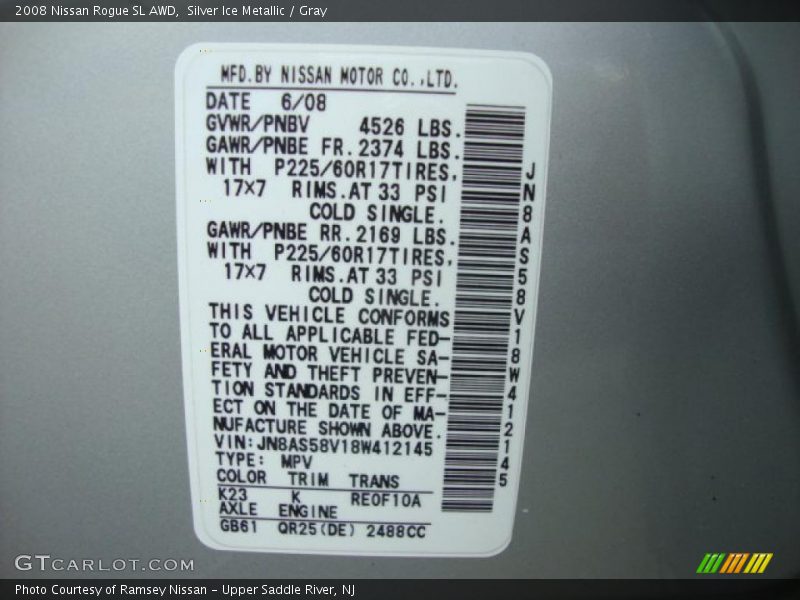 2008 Nissan Rogue SL AWD,  Silver Ice Metallic / Gray
MFD.BY NISSAN MOTOR CO.,LTD.
DATE 6/08
GVWR/PNBV 4526 LBS.
GAWR/PNBE FR. 2374 LBS.
WITH P225/60R17TIRES,
17×7 RIMS.AT 33 PSI
COLD SINGLE.
GAWR/PNBE RR. 2169 LBS.
WITH P225/60R17TIRES,
17×7 RIMS.AT 33 PSI
COLD SINGLE.
THIS VEHICLE CONFORMS
TO ALL APPLICABLE FED-
ERAL MOTOR VEHICLE SA-
FETY AND THEFT PREVEN-
TION STANDARDS IN EFF-
ECT ON THE DATE OF MA-
NUFACTURE SHOWN ABOVE.
VIN:JN8AS58V18W412145
TYPE: MPV
COLOR TRIM TRANS
K23 K RE0F10A
AXLE ENGINE
GB61 QR25(DE) 2488CC
JN8AS58V18W412145
GTCARLOT.COM
Photo Courtesy of Ramsey Nissan - Upper Saddle River, NJ